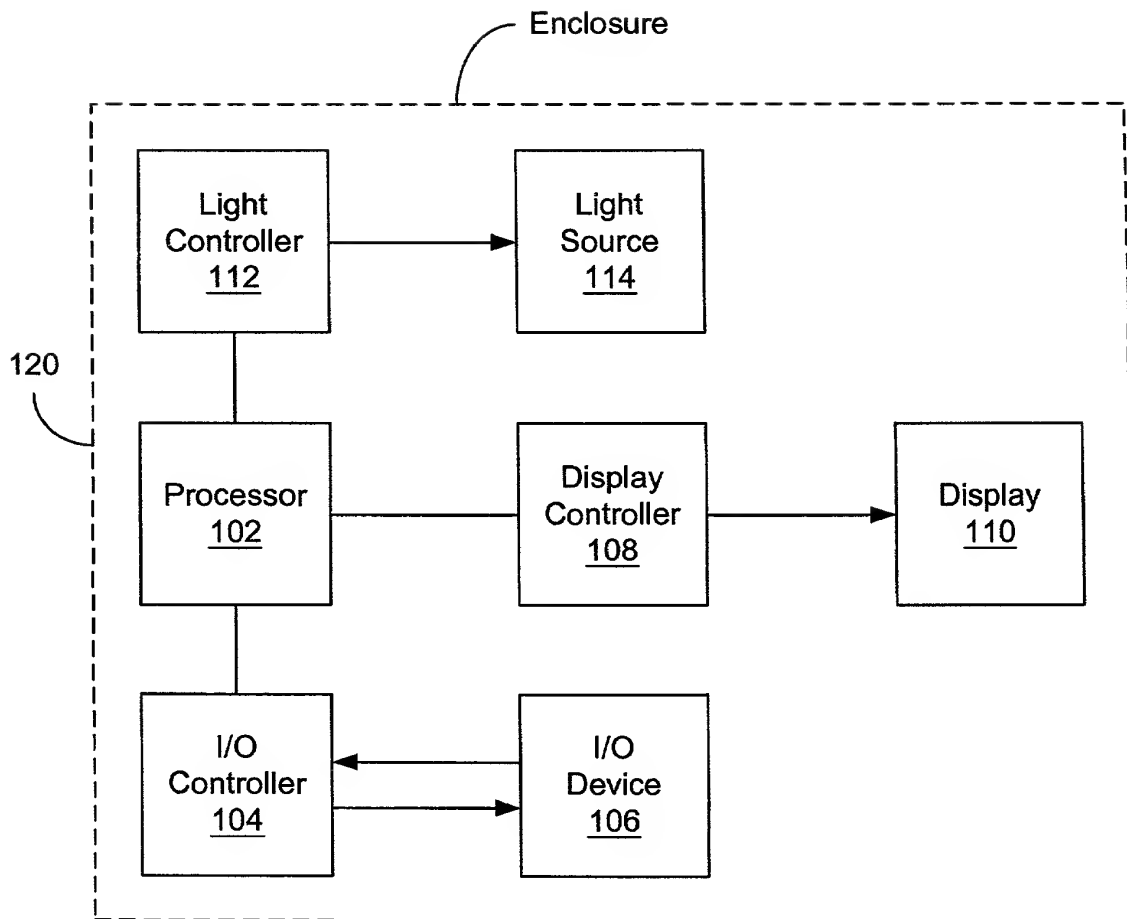 Enclosure
Light
Controller
112
Light
Source
114
120
Processor
102
Display
Controller
108
Display
110
I/O
Controller
104
I/O
Device
106